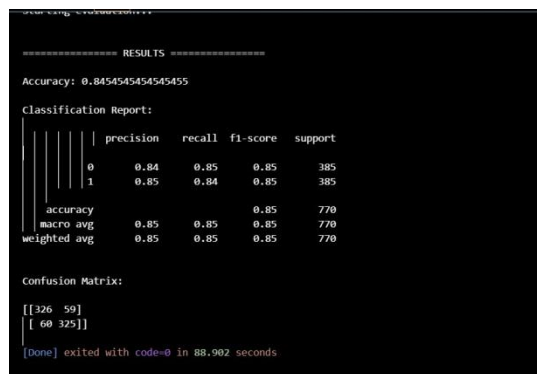 Starting evaluation...
================ RESULTS ================
Accuracy: 0.8454545454545455
Classification Report:
precision recall f1-score support
0 0.84 0.85 0.85 385
1 0.85 0.84 0.85 385
accuracy 0.85 770
macro avg 0.85 0.85 0.85 770
weighted avg 0.85 0.85 0.85 770
Confusion Matrix:
[[326 59]
[ 60 325]]
[Done] exited with code=0 in 88.902 seconds